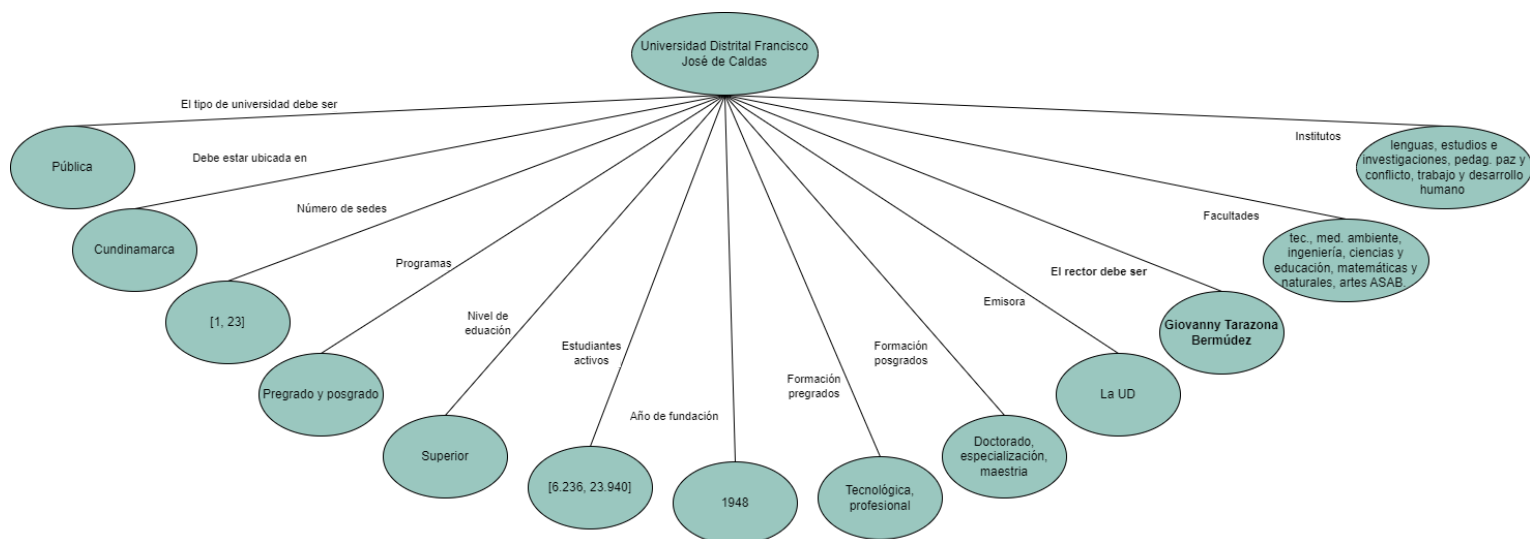 Universidad Distrital Francisco
José de Caldas
El tipo de universidad debe ser
Pública
Debe estar ubicada en
Cundinamarca
Número de sedes
[1, 23]
Programas
Pregrado y posgrado
Nivel de
eduación
Superior
Estudiantes
activos
[6.236, 23.940]
Año de fundación
1948
Formación
pregrados
Tecnológica,
profesional
Formación
posgrados
Doctorado,
especialización,
maestria
Emisora
La UD
El rector debe ser
Giovanny Tarazona
Bermúdez
Facultades
tec., med. ambiente,
ingeniería, ciencias y
educación, matemáticas y
naturales, artes ASAB.
Institutos
lenguas, estudios e
investigaciones, pedag. paz y
conflicto, trabajo y desarrollo
humano